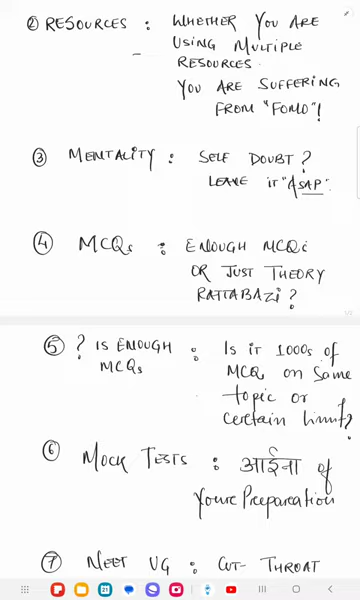 ② RESOURCES : WHETHER YOU ARE
USING MULTIPLE
RESOURCES.
YOU ARE SUFFERING
FROM "FOMO"!
③ MENTALITY : SELF DOUBT?
LEAVE IT "ASAP".
④ MCQs : ENOUGH MCQs
OR JUST THEORY
RATTABAZI?
⑤ ? IS ENOUGH : Is it 1000s of
MCQs MCQ on same
topic or
certain limit?
⑥ MOCK TESTS : आईना of
Your Preparation
⑦ NEET UG : CUT-THROAT